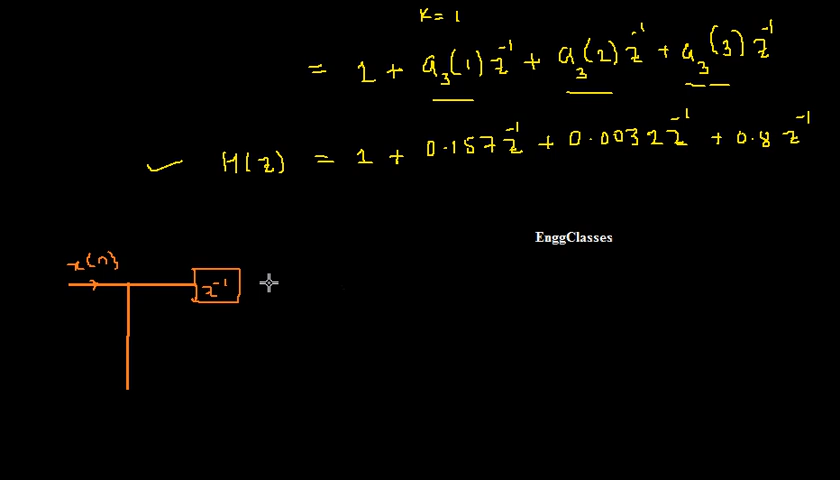 K = 1
= 1 + a₃(1) z⁻¹ + a₃(2) z⁻¹ + a₃(3) z⁻¹
✓ H(z) = 1 + 0.157 z⁻¹ + 0.0032 z⁻¹ + 0.8 z⁻¹
EnggClasses
x(n)
z⁻¹